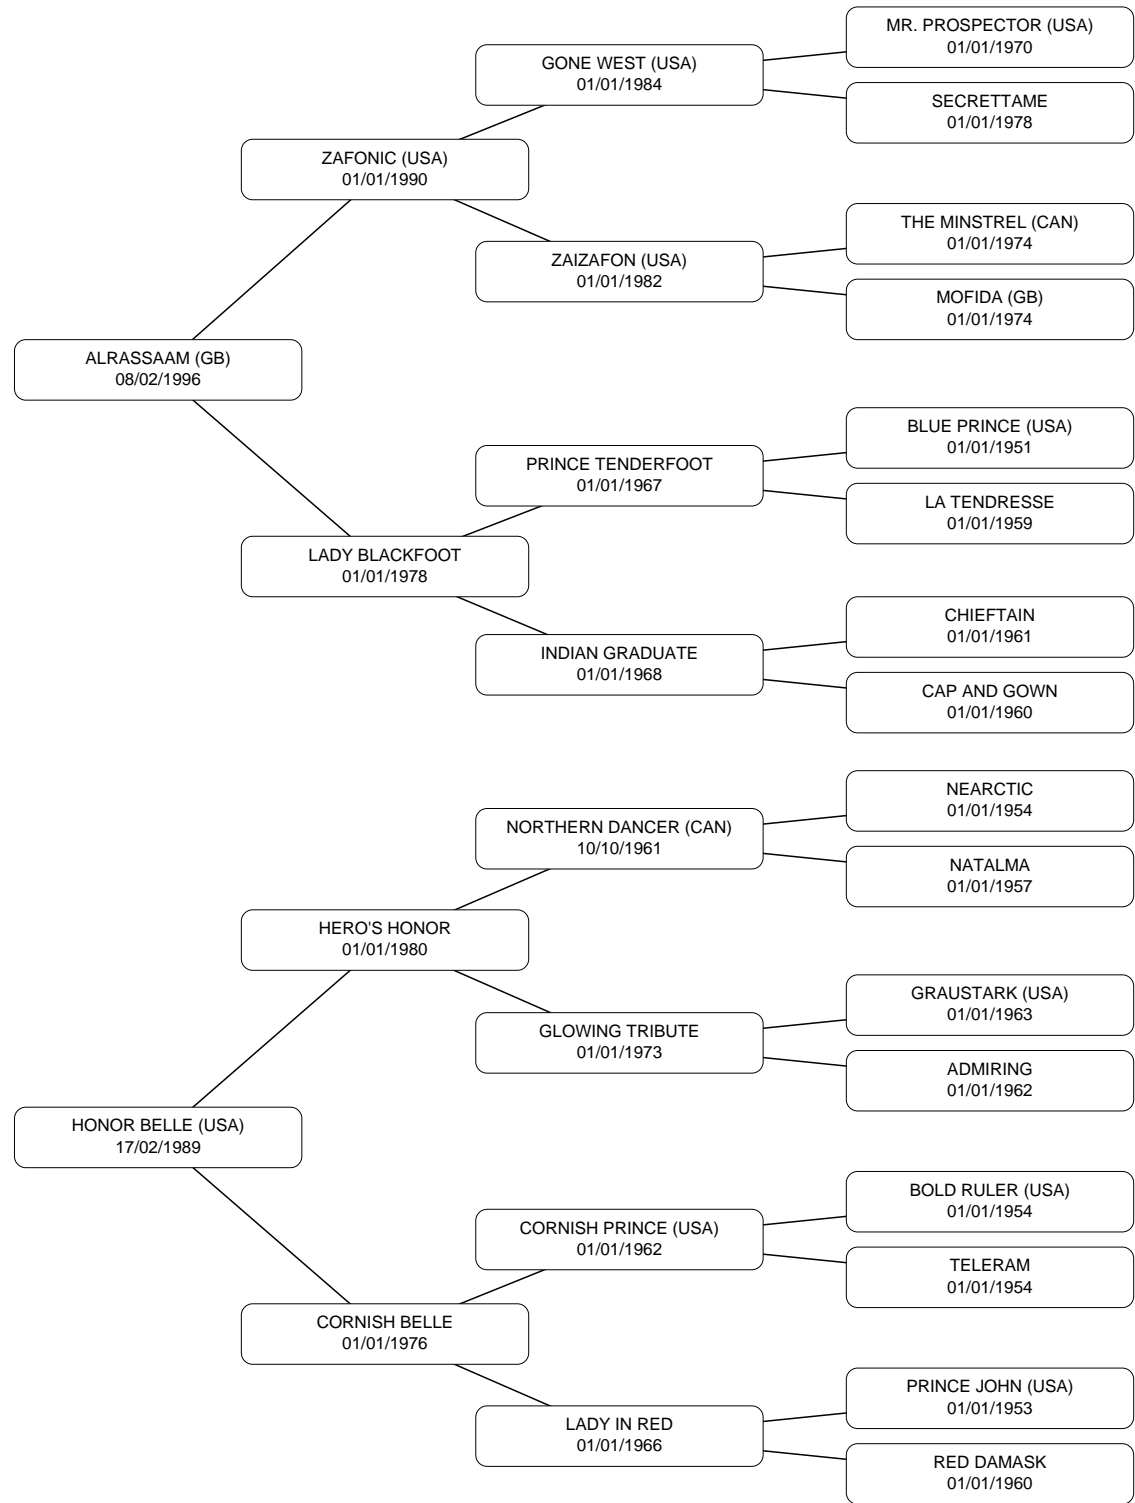 MR. PROSPECTOR (USA)
01/01/1970
GONE WEST (USA)
01/01/1984
SECRETTAME
01/01/1978
ZAFONIC (USA)
01/01/1990
THE MINSTREL (CAN)
01/01/1974
ZAIZAFON (USA)
01/01/1982
MOFIDA (GB)
01/01/1974
ALRASSAAM (GB)
08/02/1996
BLUE PRINCE (USA)
01/01/1951
PRINCE TENDERFOOT
01/01/1967
LA TENDRESSE
01/01/1959
LADY BLACKFOOT
01/01/1978
CHIEFTAIN
01/01/1961
INDIAN GRADUATE
01/01/1968
CAP AND GOWN
01/01/1960
NEARCTIC
01/01/1954
NORTHERN DANCER (CAN)
10/10/1961
NATALMA
01/01/1957
HERO'S HONOR
01/01/1980
GRAUSTARK (USA)
01/01/1963
GLOWING TRIBUTE
01/01/1973
ADMIRING
01/01/1962
HONOR BELLE (USA)
17/02/1989
BOLD RULER (USA)
01/01/1954
CORNISH PRINCE (USA)
01/01/1962
TELERAM
01/01/1954
CORNISH BELLE
01/01/1976
PRINCE JOHN (USA)
01/01/1953
LADY IN RED
01/01/1966
RED DAMASK
01/01/1960